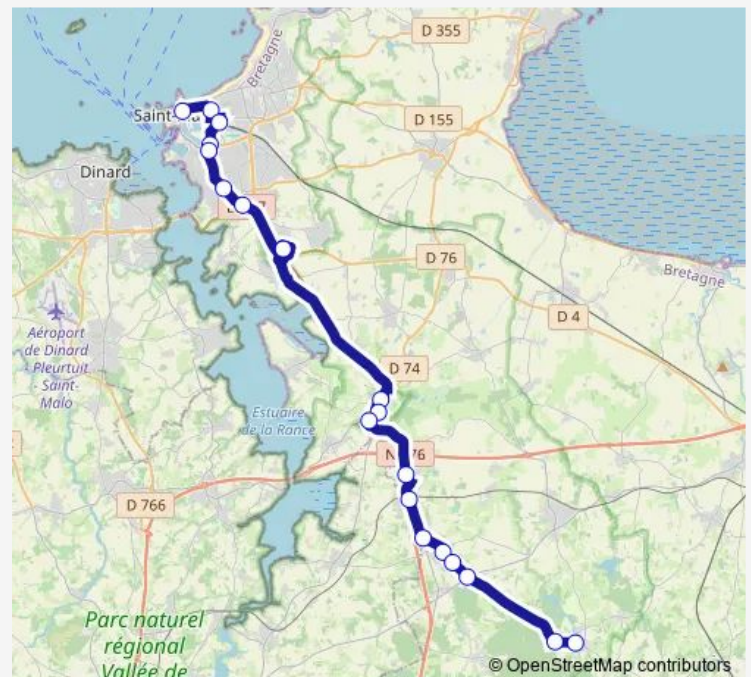 D 355
Bretagne
Saint-
D 155
Dinard
D 76
Bretagne
D 4
Aéroport
de Dinard
- Pleurtuit
- Saint-
Malo
D 74
Estuaire
de la Rance
D 766
Parc naturel
régional
Vallée de
© OpenStreetMap contributors